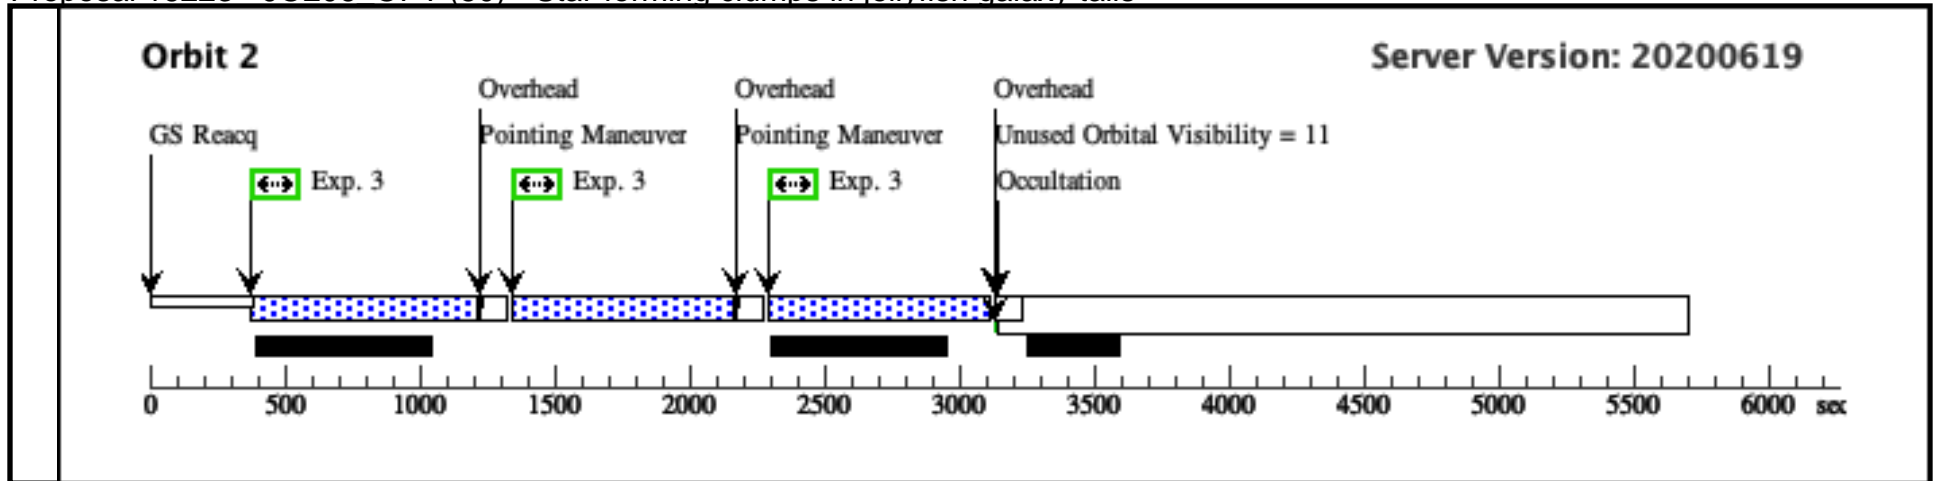 Orbit 2
Server Version: 20200619
Overhead Overhead Overhead
GS Reacq Pointing Maneuver Pointing Maneuver Unused Orbital Visibility = 11
Exp. 3 Exp. 3 Exp. 3 Occultation
0 500 1000 1500 2000 2500 3000 3500 4000 4500 5000 5500 6000 sec